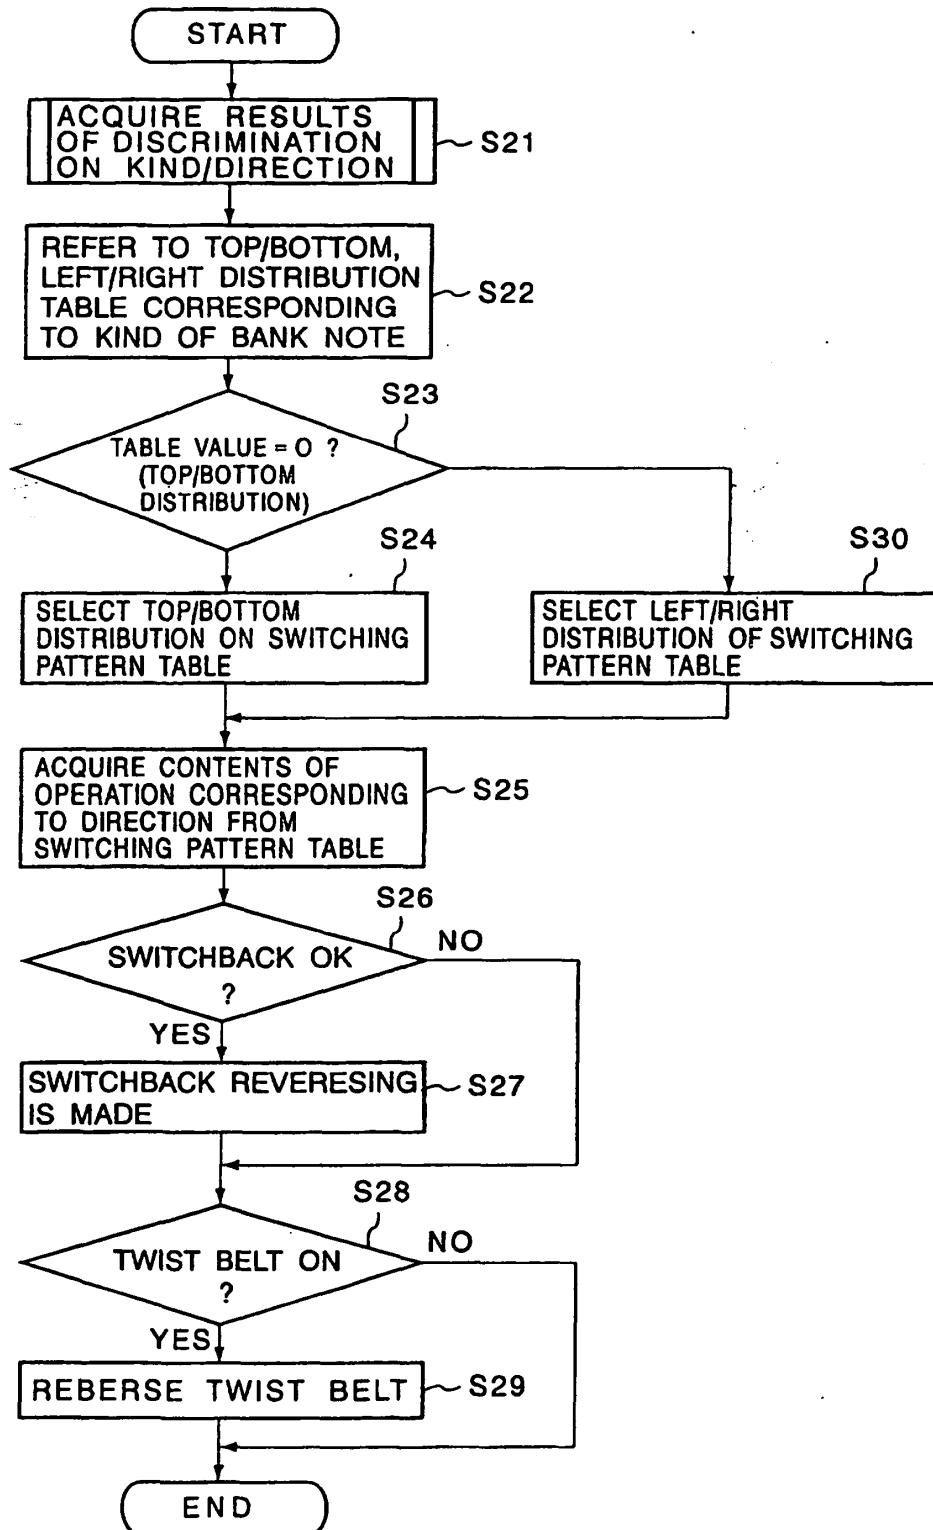 START
ACQUIRE RESULTS
OF DISCRIMINATION
ON KIND/DIRECTION
S21
REFER TO TOP/BOTTOM,
LEFT/RIGHT DISTRIBUTION
TABLE CORRESPONDING
TO KIND OF BANK NOTE
S22
S23
TABLE VALUE = O ?
(TOP/BOTTOM
DISTRIBUTION)
S24
SELECT TOP/BOTTOM
DISTRIBUTION ON SWITCHING
PATTERN TABLE
S30
SELECT LEFT/RIGHT
DISTRIBUTION OF SWITCHING
PATTERN TABLE
ACQUIRE CONTENTS OF
OPERATION CORRESPONDING
TO DIRECTION FROM
SWITCHING PATTERN TABLE
S25
S26
SWITCHBACK OK
?
NO
YES
SWITCHBACK REVERESING
IS MADE
S27
S28
TWIST BELT ON
?
NO
YES
REBERSE TWIST BELT
S29
END